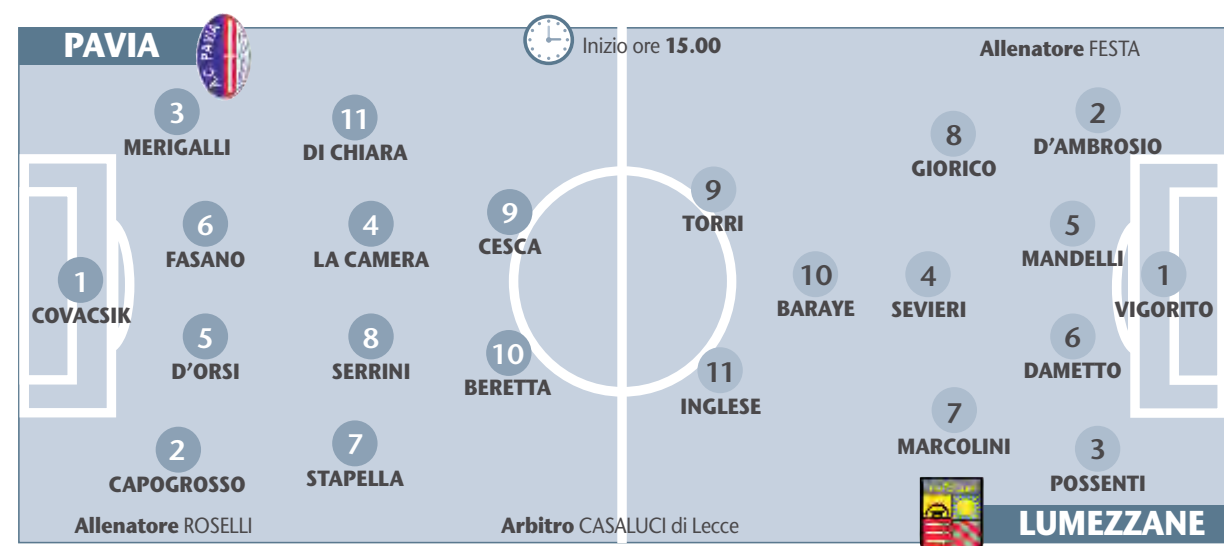 PAVIA
A.C. PAVIA
Inizio ore 15.00
Allenatore FESTA
3
MERIGALLI
11
DI CHIARA
6
FASANO
4
LA CAMERA
9
CESCA
1
COVACSIK
5
D'ORSI
8
SERRINI
10
BERETTA
2
CAPOGROSSO
7
STAPELLA
Allenatore ROSELLI
Arbitro CASALUCI di Lecce
9
TORRI
8
GIORICO
2
D'AMBROSIO
5
MANDELLI
10
BARAYE
4
SEVIERI
1
VIGORITO
11
INGLESE
6
DAMETTO
7
MARCOLINI
3
POSSENTI
LUMEZZANE